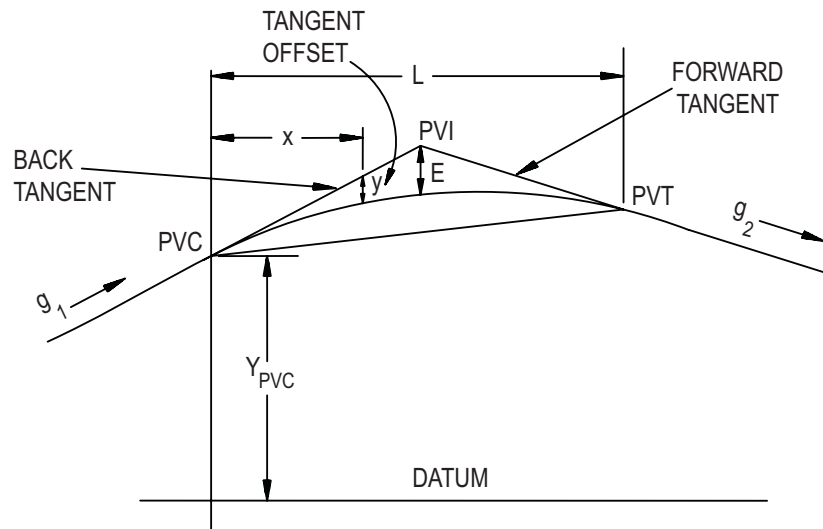 TANGENT
OFFSET
L
FORWARD
TANGENT
x
PVI
BACK
TANGENT
y
E
PVT
PVC
g2
g1
YPVC
DATUM